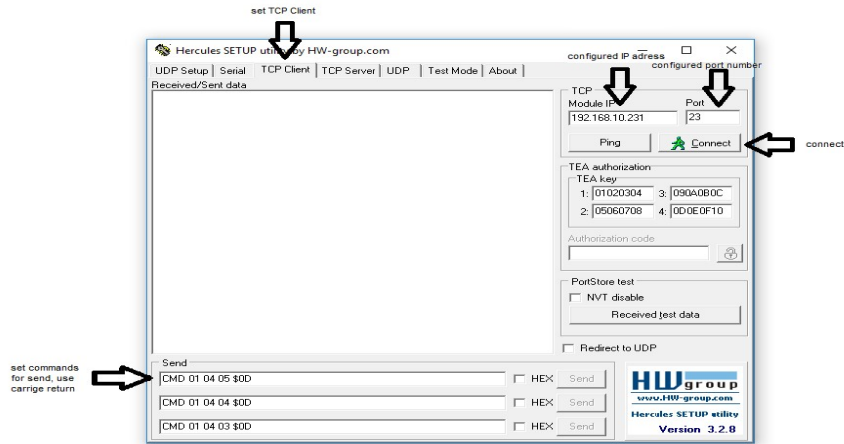 set TCP Client
Hercules SETUP utility by HW-group.com
configured IP adress
configured port number
UDP Setup | Serial | TCP Client | TCP Server | UDP | Test Mode | About
Received/Sent data
TCP
Module IP Port
192.168.10.231 23
Ping Connect
connect
TEA authorization
TEA key
1: 01020304 3: 090A0B0C
2: 05060708 4: 0D0E0F10
Authorization code
PortStore test
NVT disable
Received test data
Redirect to UDP
set commands
for send, use
carrige return
Send
CMD 01 04 05 $0D HEX Send
CMD 01 04 04 $0D HEX Send
CMD 01 04 03 $0D HEX Send
HWgroup
www.HW-group.com
Hercules SETUP utility
Version 3.2.8